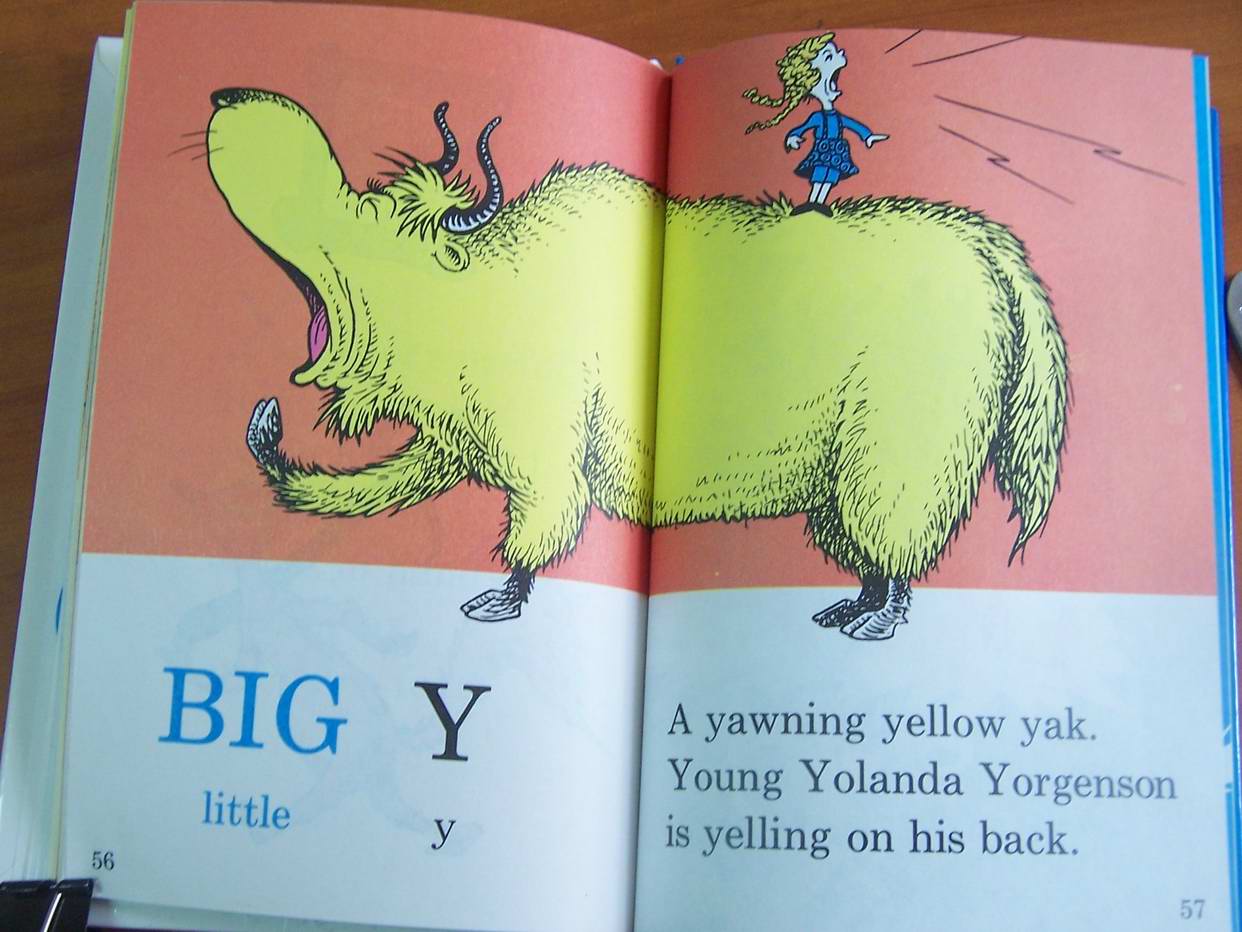 BIG Y
little y
56
A yawning yellow yak.
Young Yolanda Yorgenson
is yelling on his back.
57